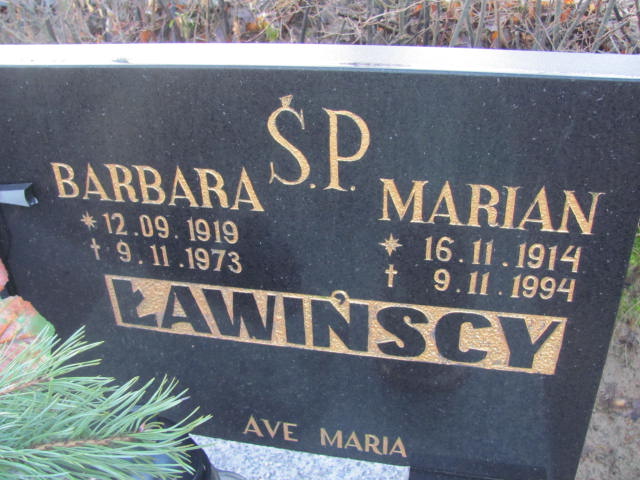 Ś.P.
BARBARA
* 12.09.1919
† 9.11.1973
MARIAN
* 16.11.1914
† 9.11.1994
ŁAWIŃSCY
AVE MARIA